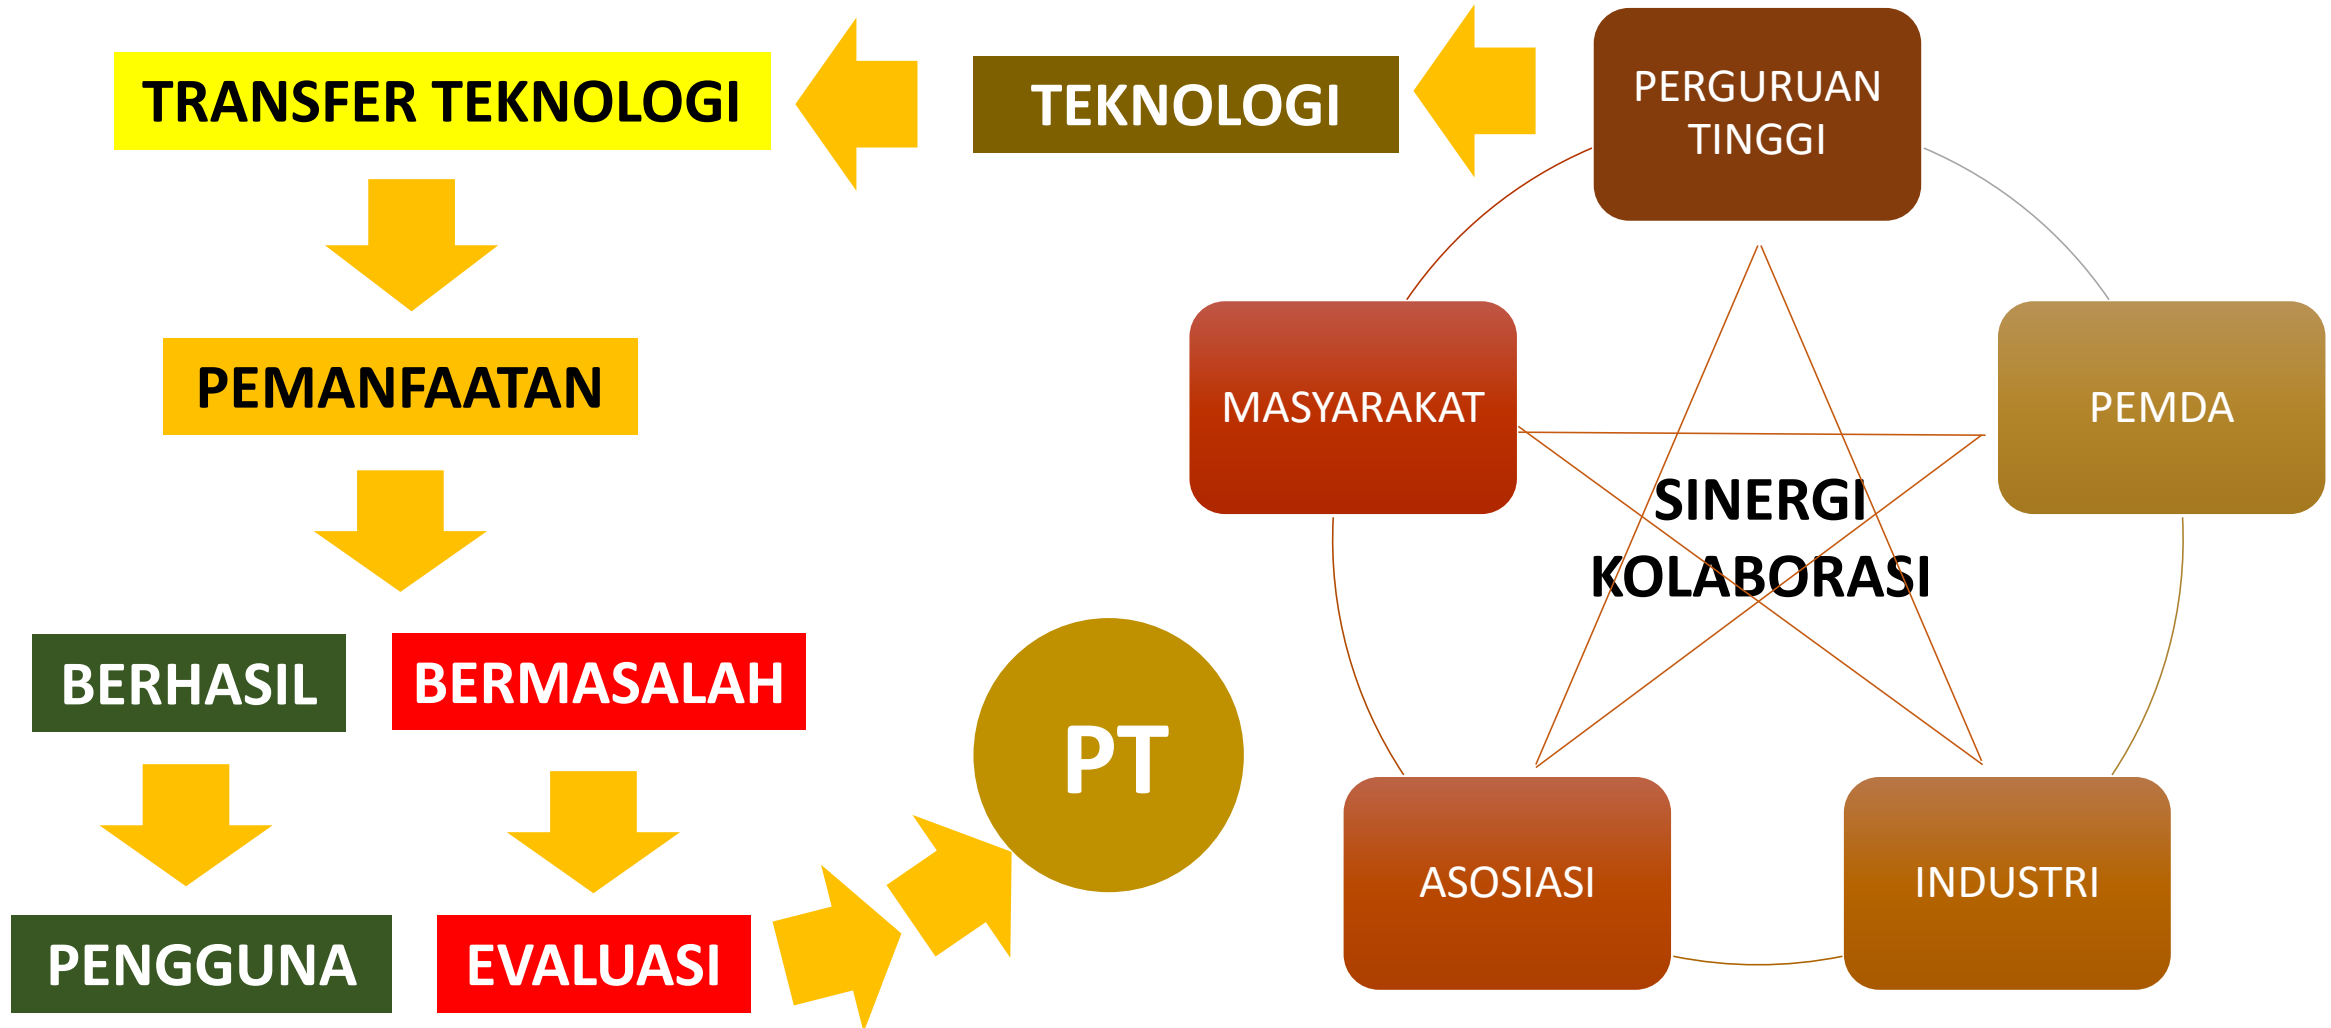 TRANSFER TEKNOLOGI
TEKNOLOGI
PERGURUAN
TINGGI
PEMANFAATAN
MASYARAKAT
PEMDA
SINERGI
KOLABORASI
BERHASIL
BERMASALAH
PT
ASOSIASI
INDUSTRI
PENGGUNA
EVALUASI